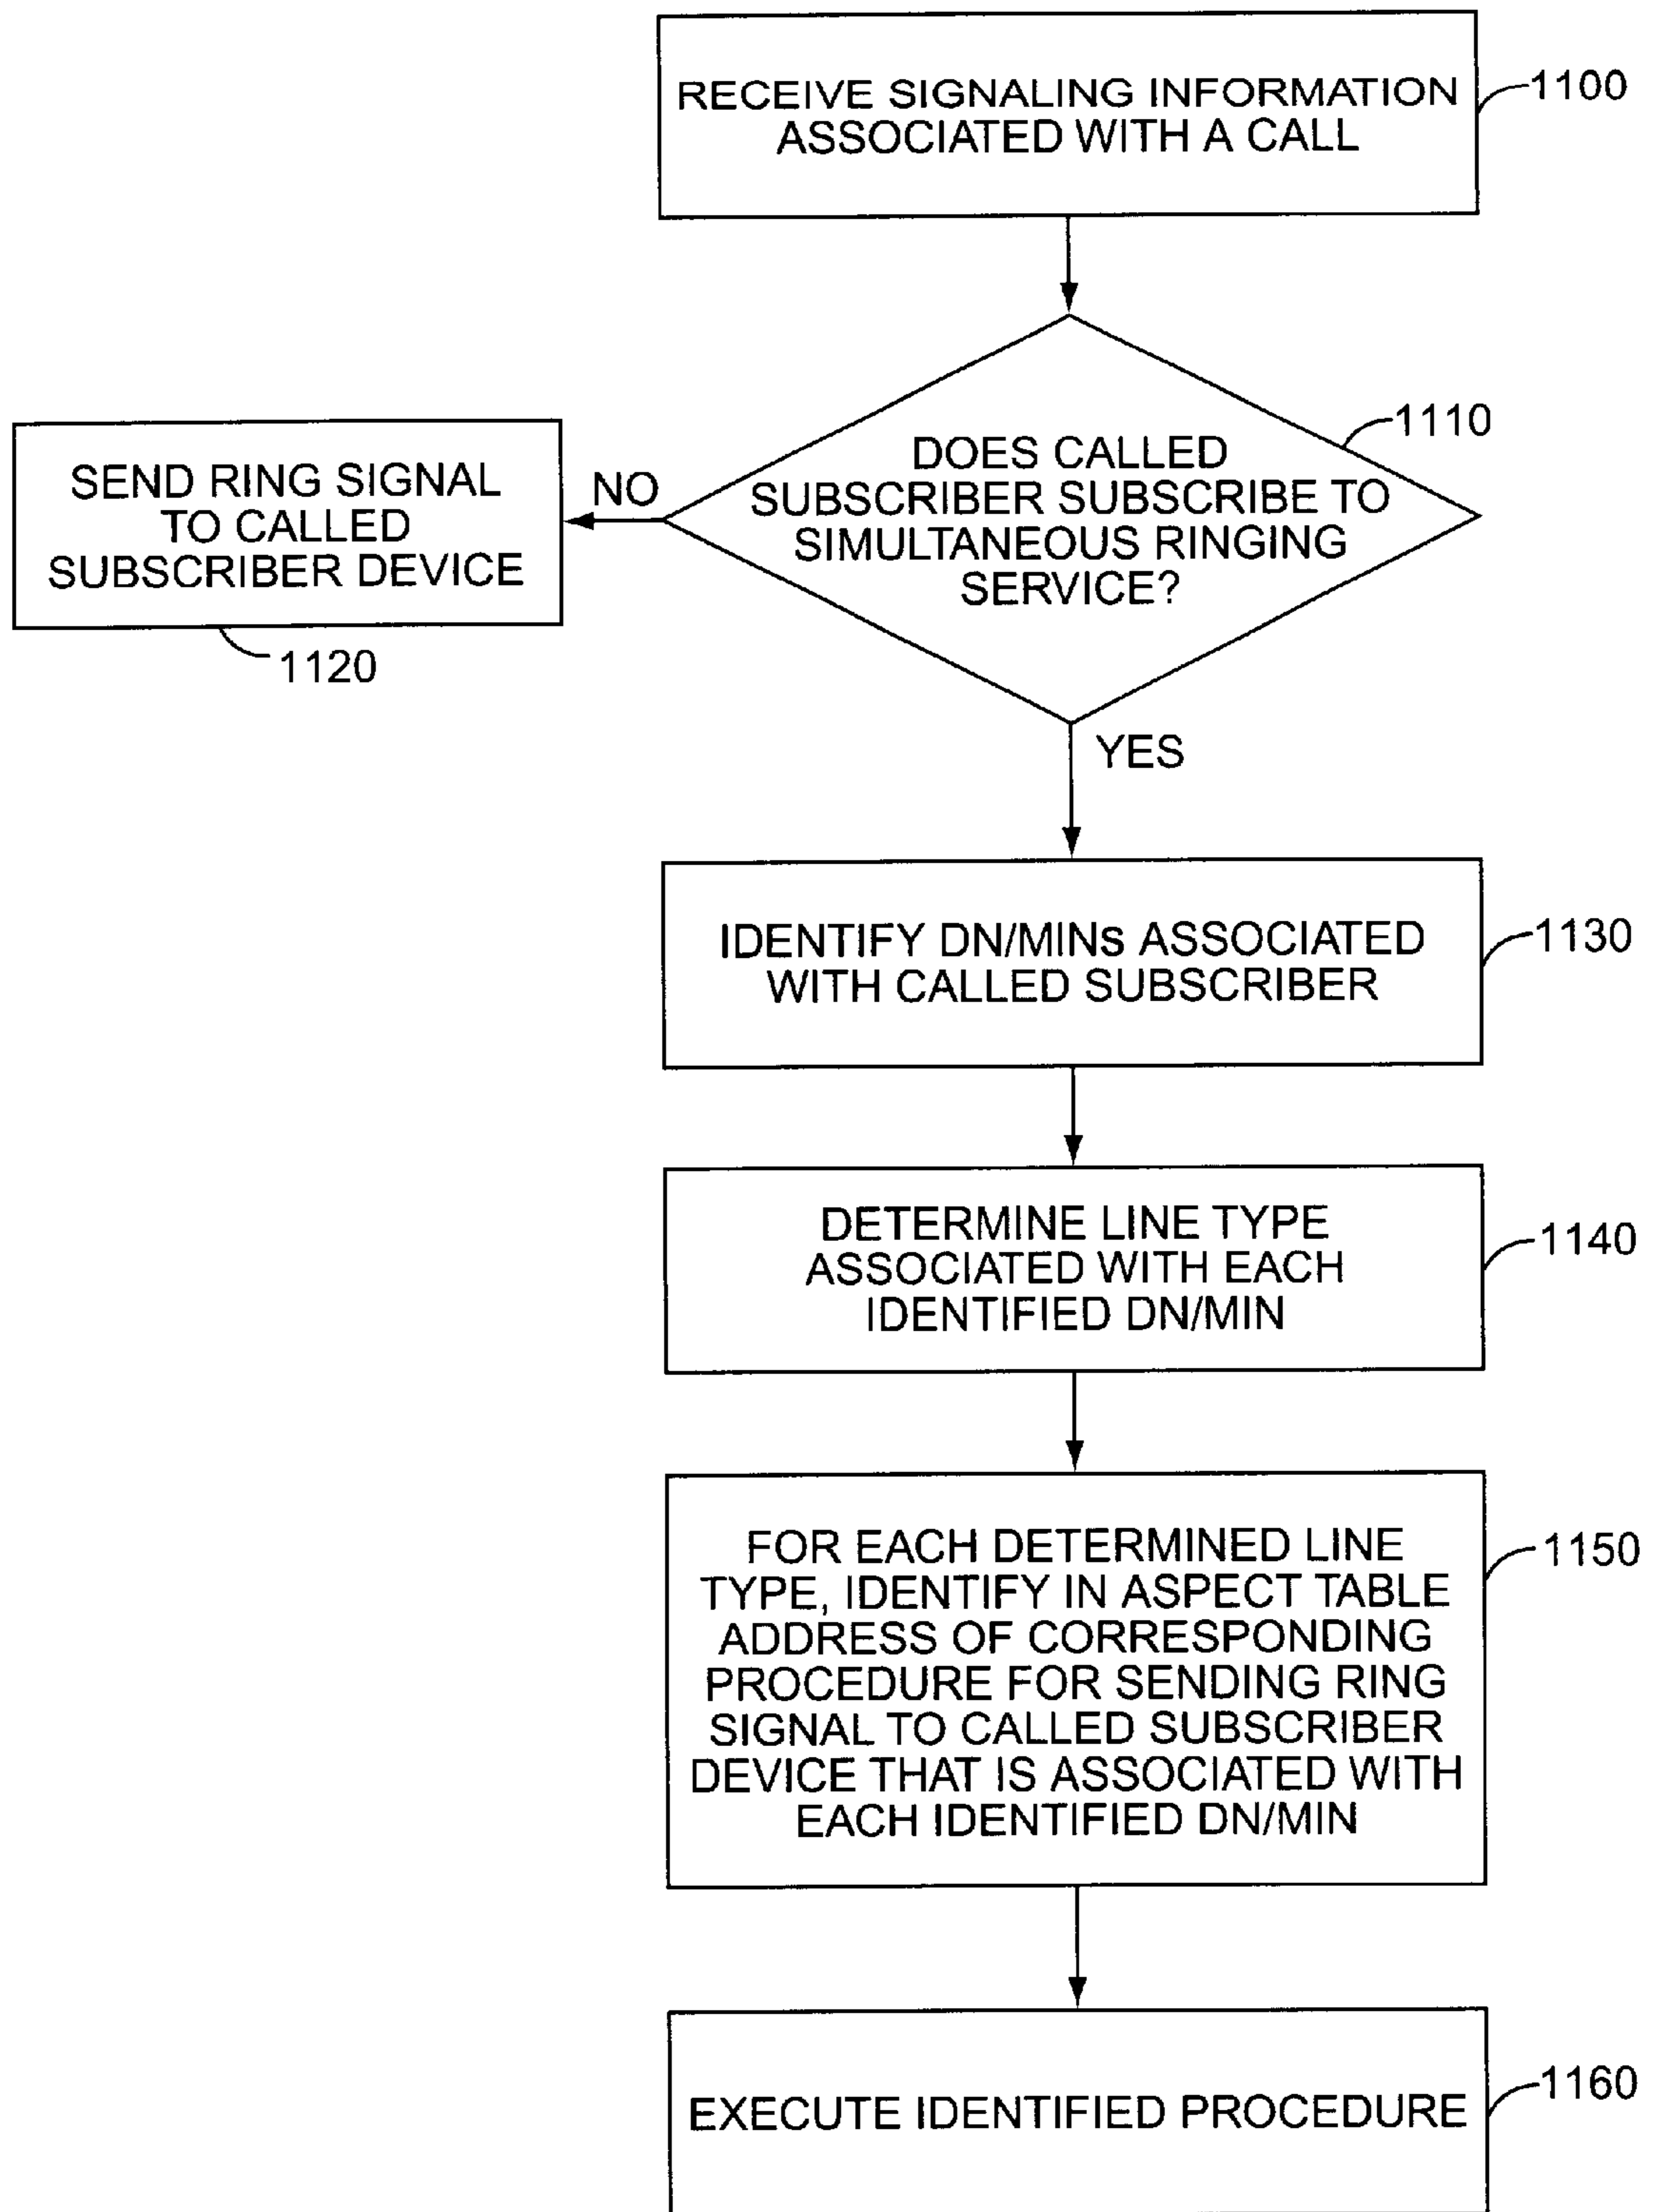 RECEIVE SIGNALING INFORMATION
ASSOCIATED WITH A CALL
1100
DOES CALLED
SUBSCRIBER SUBSCRIBE TO
SIMULTANEOUS RINGING
SERVICE?
1110
NO
SEND RING SIGNAL
TO CALLED
SUBSCRIBER DEVICE
1120
YES
IDENTIFY DN/MINs ASSOCIATED
WITH CALLED SUBSCRIBER
1130
DETERMINE LINE TYPE
ASSOCIATED WITH EACH
IDENTIFIED DN/MIN
1140
FOR EACH DETERMINED LINE
TYPE, IDENTIFY IN ASPECT TABLE
ADDRESS OF CORRESPONDING
PROCEDURE FOR SENDING RING
SIGNAL TO CALLED SUBSCRIBER
DEVICE THAT IS ASSOCIATED WITH
EACH IDENTIFIED DN/MIN
1150
EXECUTE IDENTIFIED PROCEDURE
1160